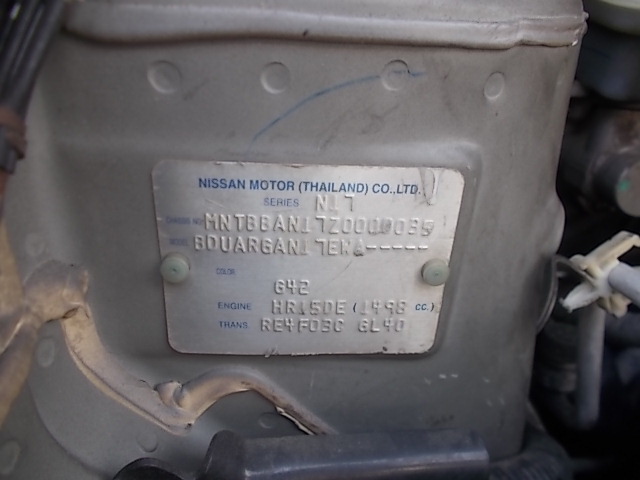 NISSAN MOTOR (THAILAND) CO.,LTD.
SERIES N17
CHASSIS NO. MNTBBAN17Z0000035
MODEL BDUARGAN17EWA-----
COLOR
G42
ENGINE HR15DE (1498 CC.)
TRANS. RE4F03C GL40